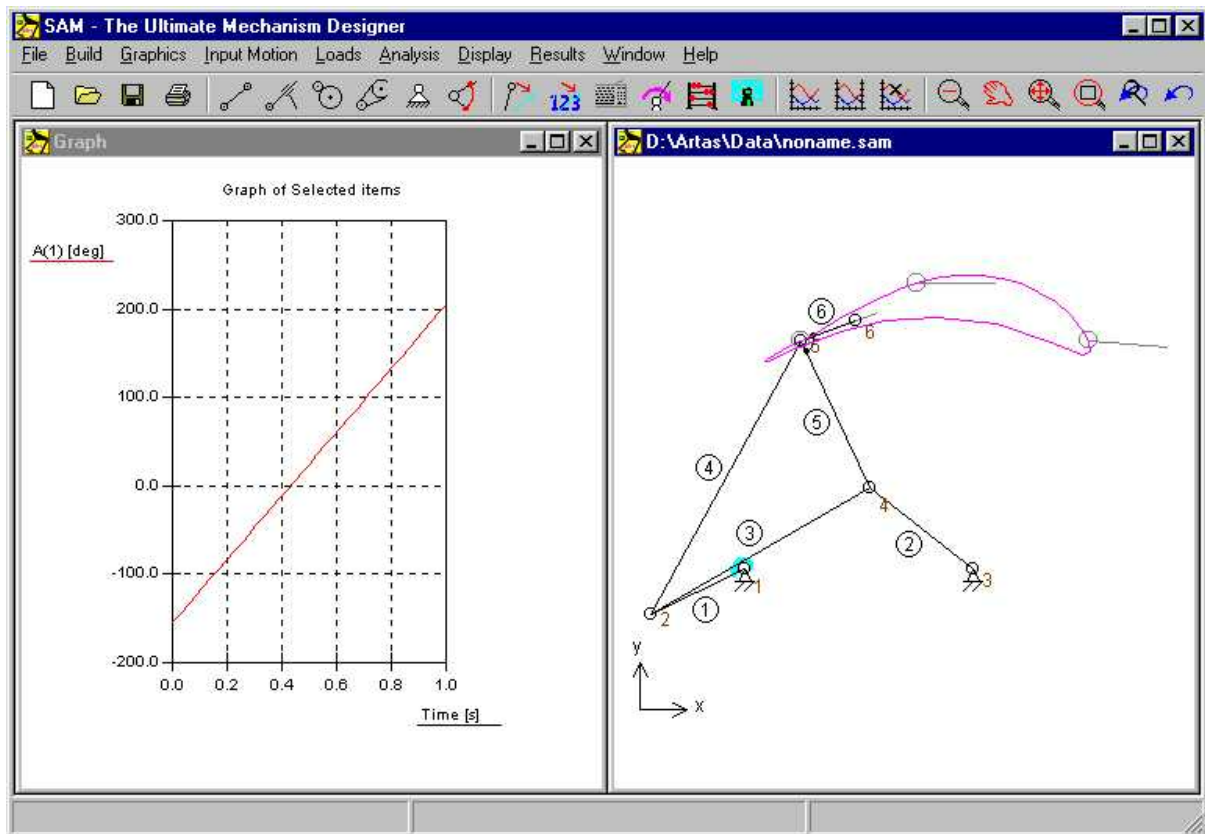 SAM - The Ultimate Mechanism Designer
File Build Graphics Input Motion Loads Analysis Display Results Window Help
123
Graph
Graph of Selected items
A(1) [deg]
300.0
200.0
100.0
0.0
-100.0
-200.0
0.0 0.2 0.4 0.6 0.8 1.0
Time [s]
D:\Artas\Data\noname.sam
6
6
5
5
4
4
3
2
1
1
3
2
y
x